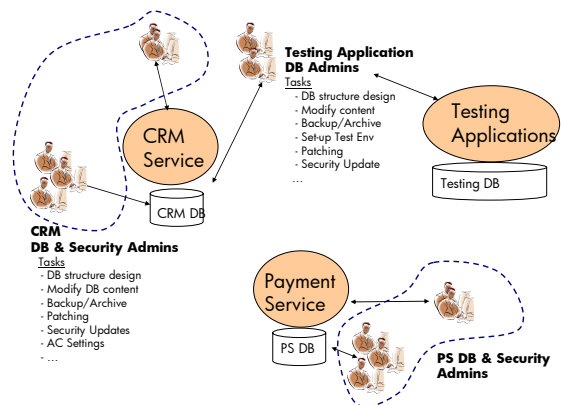 Testing Application
DB Admins
Tasks
- DB structure design
- Modify content
- Backup/Archive
- Set-up Test Env
- Patching
- Security Update
...
Testing
Applications
Testing DB
CRM
Service
CRM DB
CRM
DB & Security Admins
Tasks
- DB structure design
- Modify DB content
- Backup/Archive
- Patching
- Security Updates
- AC Settings
- ...
Payment
Service
PS DB
PS DB & Security
Admins